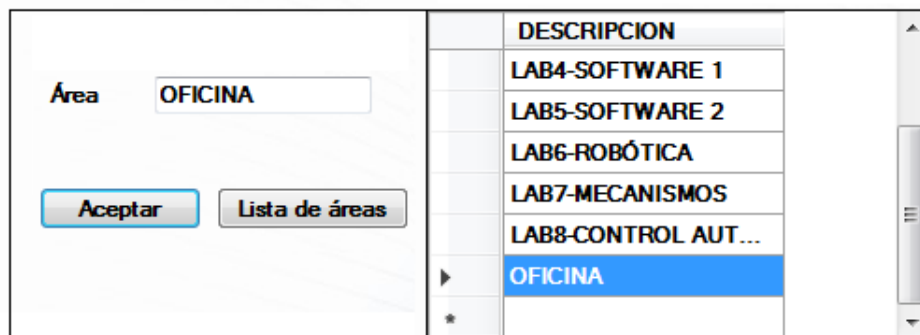 Área OFICINA
Aceptar Lista de áreas
DESCRIPCION
LAB4-SOFTWARE 1
LAB5-SOFTWARE 2
LAB6-ROBÓTICA
LAB7-MECANISMOS
LAB8-CONTROL AUT...
OFICINA
*